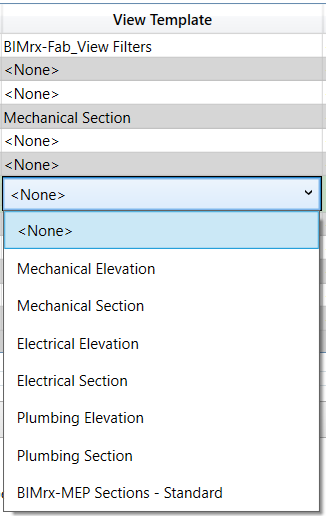 View Template
BIMrx-Fab_View Filters
<None>
<None>
Mechanical Section
<None>
<None>
<None>
<None>
Mechanical Elevation
Mechanical Section
Electrical Elevation
Electrical Section
Plumbing Elevation
Plumbing Section
BIMrx-MEP Sections - Standard